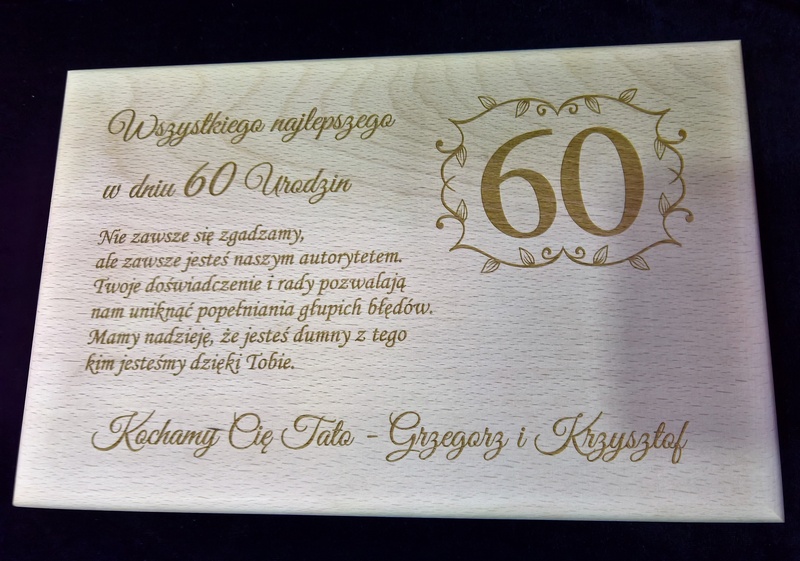 Wszystkiego najlepszego
w dniu 60 Urodzin
60
Nie zawsze się zgadzamy,
ale zawsze jesteś naszym autorytetem.
Twoje doświadczenie i rady pozwalają
nam uniknąć popełniania głupich błędów.
Mamy nadzieję, że jesteś dumny z tego
kim jesteśmy dzięki Tobie.
Kochamy Cię Tato - Grzegorz i Krzysztof